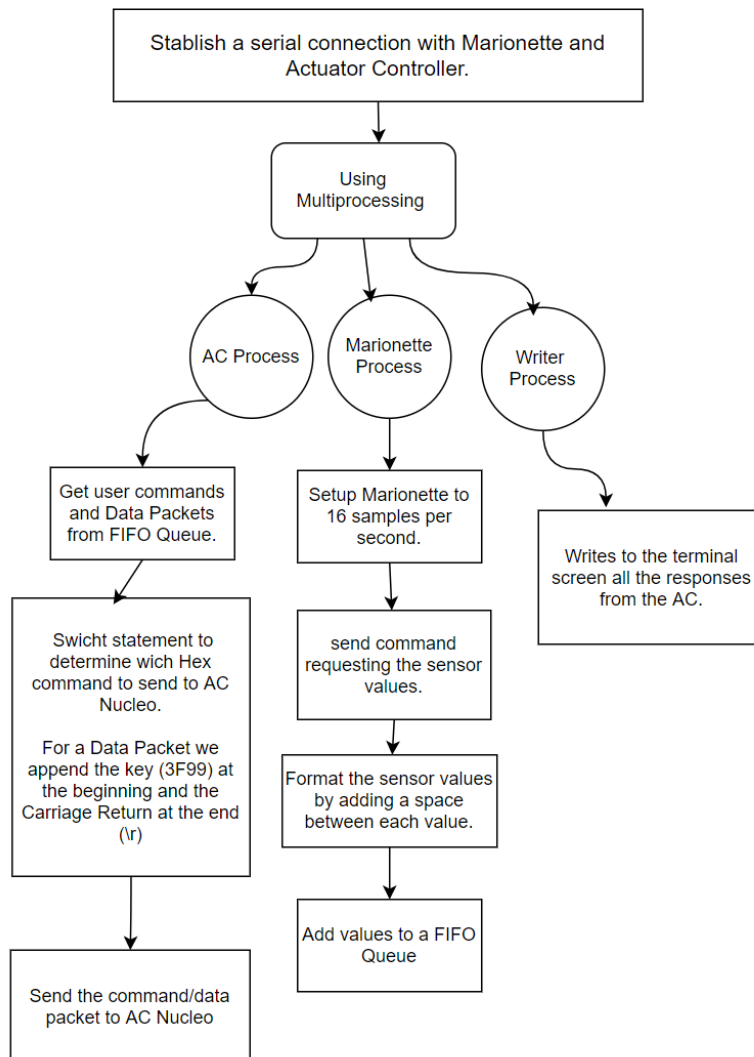 Stablish a serial connection with Marionette and
Actuator Controller.
Using
Multiprocessing
AC Process
Marionette
Process
Writer
Process
Get user commands
and Data Packets
from FIFO Queue.
Setup Marionette to
16 samples per
second.
Writes to the terminal
screen all the responses
from the AC.
Swicht statement to
determine wich Hex
command to send to AC
Nucleo.
For a Data Packet we
append the key (3F99) at
the beginning and the
Carriage Return at the end
(\r)
send command
requesting the sensor
values.
Format the sensor values
by adding a space
between each value.
Add values to a FIFO
Queue
Send the command/data
packet to AC Nucleo